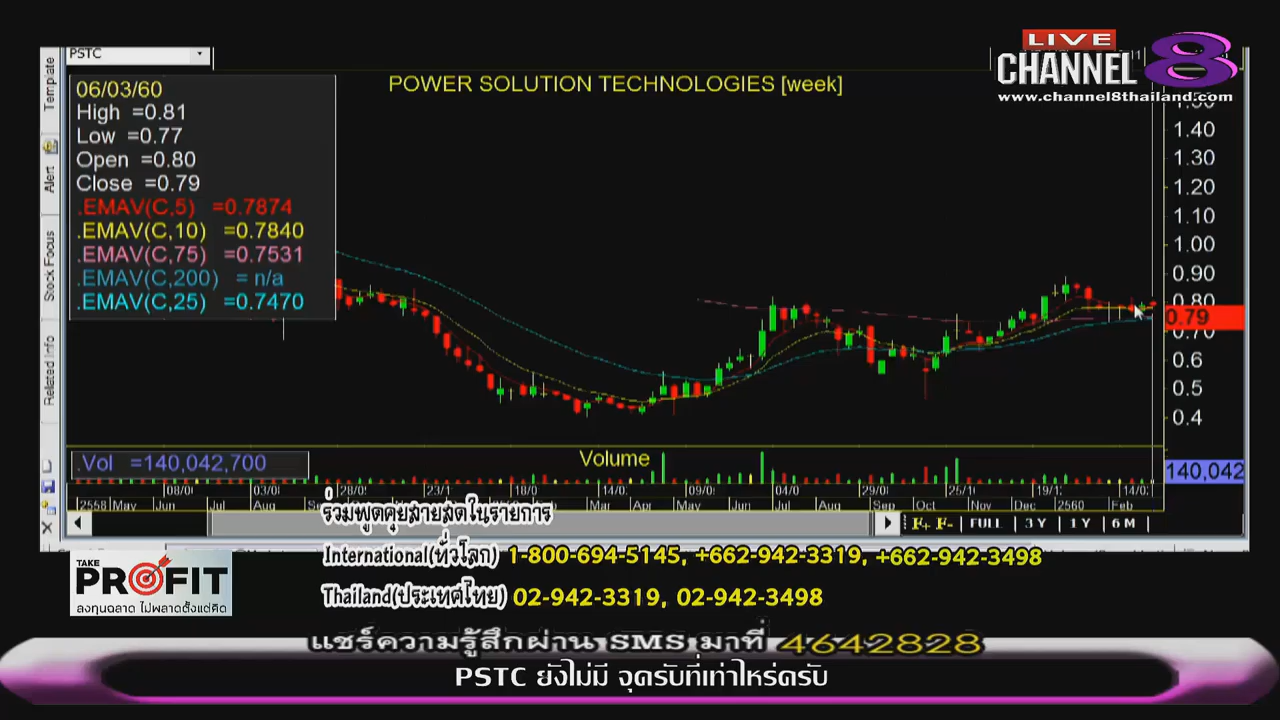 PSTC
LIVE
CHANNEL 8
www.channel8thailand.com
POWER SOLUTION TECHNOLOGIES [week]
Template
Alert
Stock Focus
Related Info
06/03/60
High =0.81
Low =0.77
Open =0.80
Close =0.79
.EMAV(C,5) =0.7874
.EMAV(C,10) =0.7840
.EMAV(C,75) =0.7531
.EMAV(C,200) = n/a
.EMAV(C,25) =0.7470
1.40
1.30
1.20
1.10
1.00
0.90
0.80
0.79
0.70
0.6
0.5
0.4
.Vol =140,042,700
Volume
140,042
2558 May Jun Jul Aug Mar Apr May Jun Jul Aug Sep Oct Nov Dec 2560 Feb
F+ F- FULL 3 Y 1 Y 6 M
ร่วมพูดคุยสายสดในรายการ
International(ทั่วโลก) 1-800-694-5145, +662-942-3319, +662-942-3498
Thailand(ประเทศไทย) 02-942-3319, 02-942-3498
TAKE
PROFIT
ลงทุนฉลาด ไม่พลาดตั้งแต่คิด
แชร์ความรู้สึกผ่าน SMS มาที่ 4642828
PSTC ยังไม่มี จุดรับที่เท่าไหร่ครับ